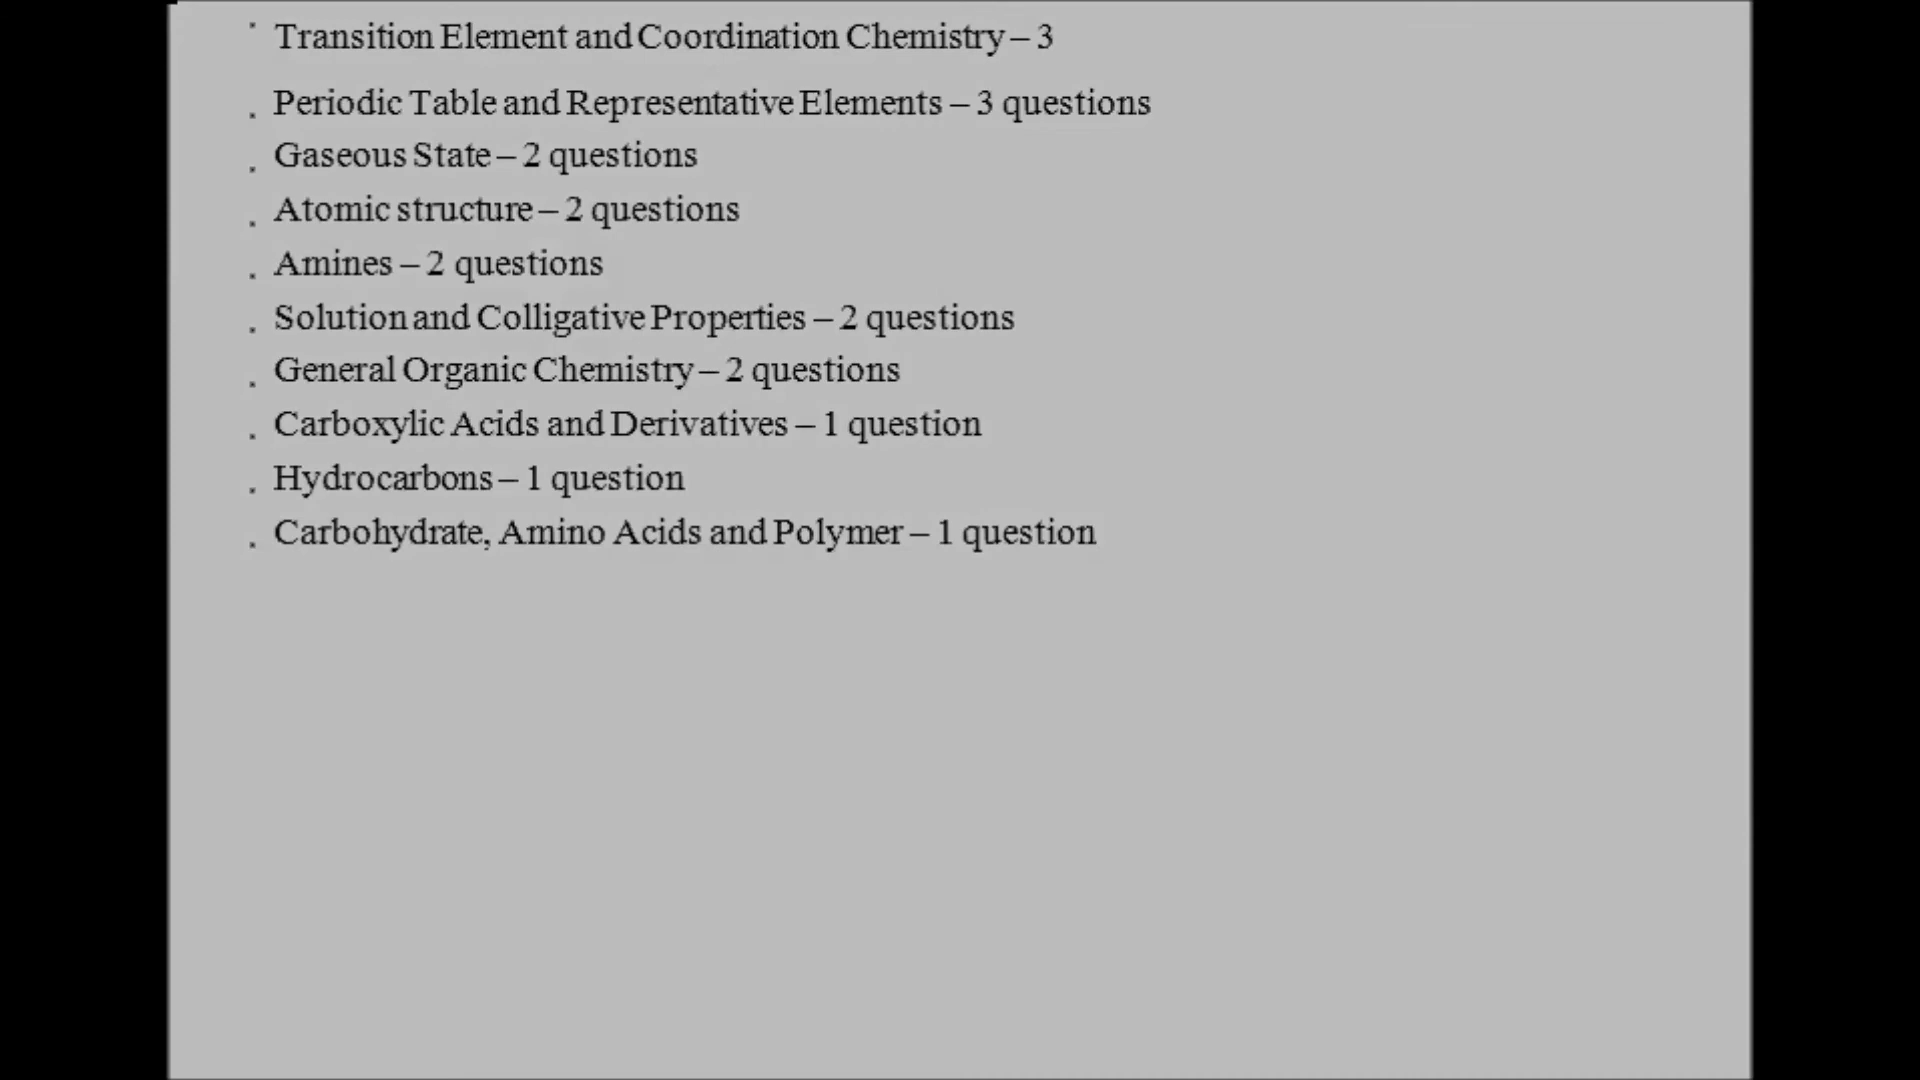 Transition Element and Coordination Chemistry – 3
Periodic Table and Representative Elements – 3 questions
Gaseous State – 2 questions
Atomic structure – 2 questions
Amines – 2 questions
Solution and Colligative Properties – 2 questions
General Organic Chemistry – 2 questions
Carboxylic Acids and Derivatives – 1 question
Hydrocarbons – 1 question
Carbohydrate, Amino Acids and Polymer – 1 question